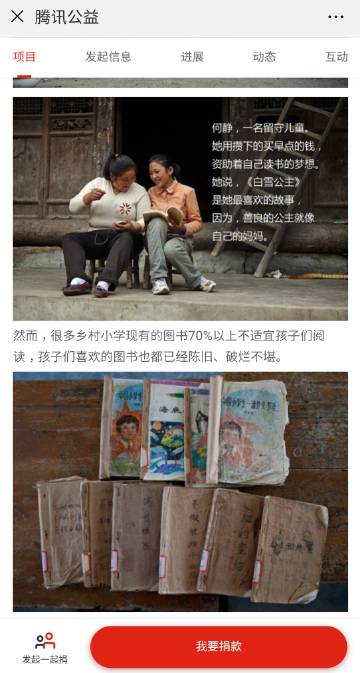 腾讯公益
项目 发起信息 进展 动态 互动
何静，一名留守儿童。
她用攒下的买早点的钱，
资助着自己读书的梦想。
她说，《白雪公主》
是她最喜欢的故事，
因为，善良的公主就像
自己的妈妈。
然而，很多乡村小学现有的图书70%以上不适宜孩子们阅
读，孩子们喜欢的图书也都已经陈旧、破烂不堪。
发起一起捐
我要捐款